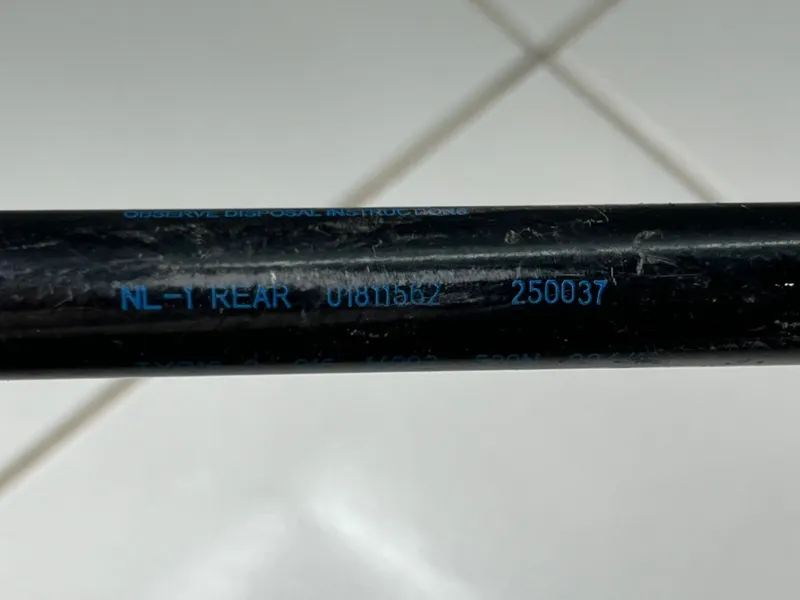 OBSERVE DISPOSAL INSTRUCTIONS
NL-1 REAR 01811562 250037